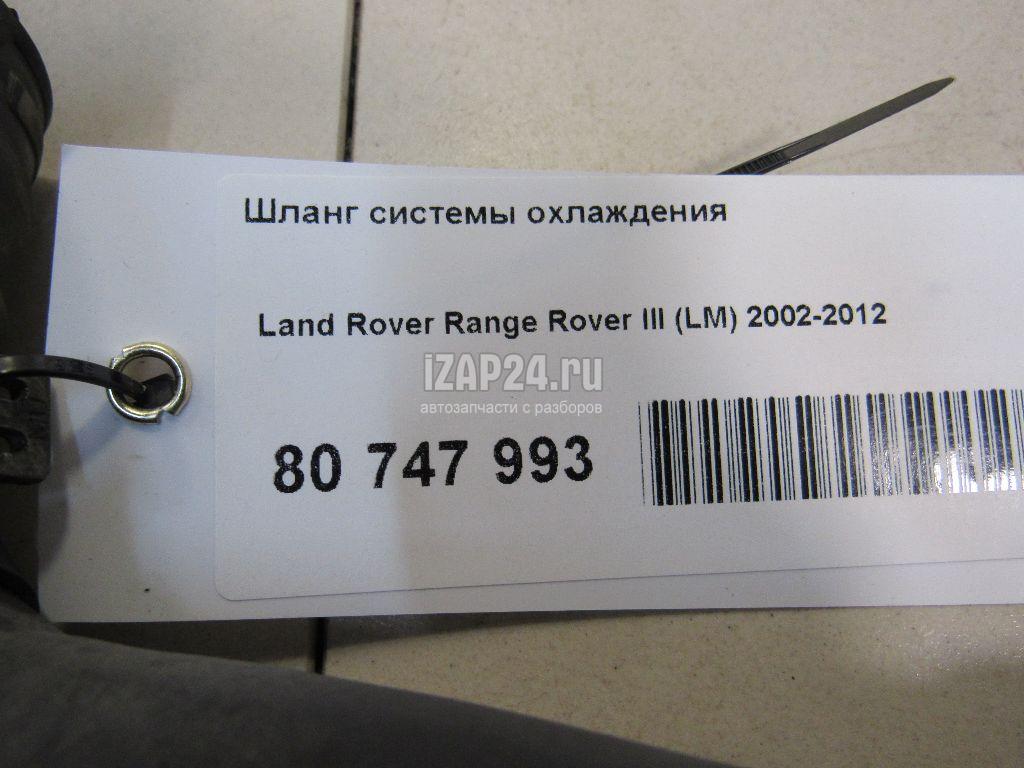 Шланг системы охлаждения
Land Rover Range Rover III (LM) 2002-2012
iZAP24.ru
автозапчасти с разборов
80 747 993